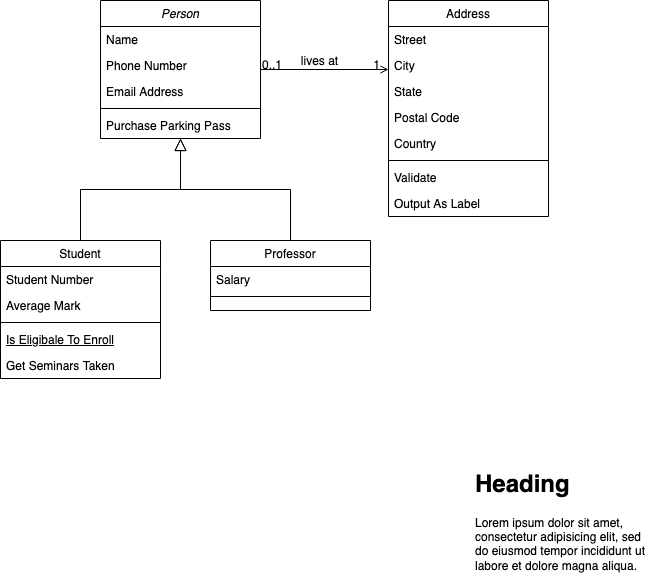 Person
Name
Phone Number
Email Address
Purchase Parking Pass
0..1
lives at
1
Address
Street
City
State
Postal Code
Country
Validate
Output As Label
Student
Student Number
Average Mark
Is Eligibale To Enroll
Get Seminars Taken
Professor
Salary
Heading
Lorem ipsum dolor sit amet,
consectetur adipisicing elit, sed
do eiusmod tempor incididunt ut
labore et dolore magna aliqua.